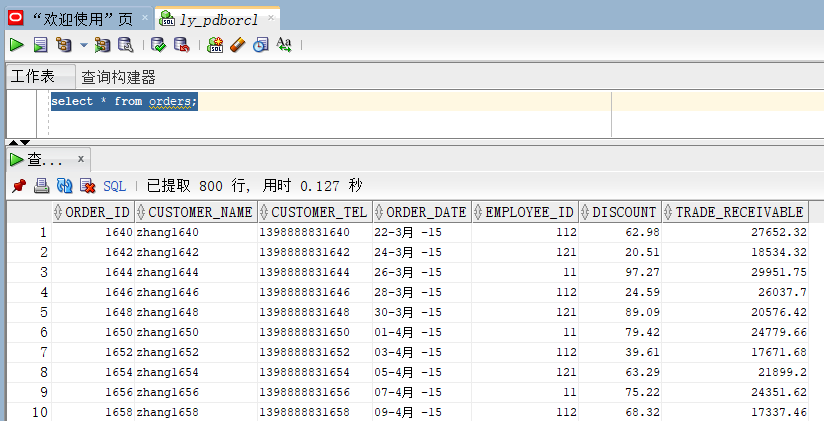 “欢迎使用”页 ly_pdborcl
SQL Aa
工作表 查询构建器
select * from orders;
查... x
SQL 已提取 800 行, 用时 0.127 秒
ORDER_ID CUSTOMER_NAME CUSTOMER_TEL ORDER_DATE EMPLOYEE_ID DISCOUNT TRADE_RECEIVABLE
1 1640 zhang1640 1398888831640 22-3月 -15 112 62.98 27652.32
2 1642 zhang1642 1398888831642 24-3月 -15 121 20.51 18534.32
3 1644 zhang1644 1398888831644 26-3月 -15 11 97.27 29951.75
4 1646 zhang1646 1398888831646 28-3月 -15 112 24.59 26037.7
5 1648 zhang1648 1398888831648 30-3月 -15 121 89.09 20576.42
6 1650 zhang1650 1398888831650 01-4月 -15 11 79.42 24779.66
7 1652 zhang1652 1398888831652 03-4月 -15 112 39.61 17671.68
8 1654 zhang1654 1398888831654 05-4月 -15 121 63.29 21899.2
9 1656 zhang1656 1398888831656 07-4月 -15 11 75.22 24351.62
10 1658 zhang1658 1398888831658 09-4月 -15 112 68.32 17337.46